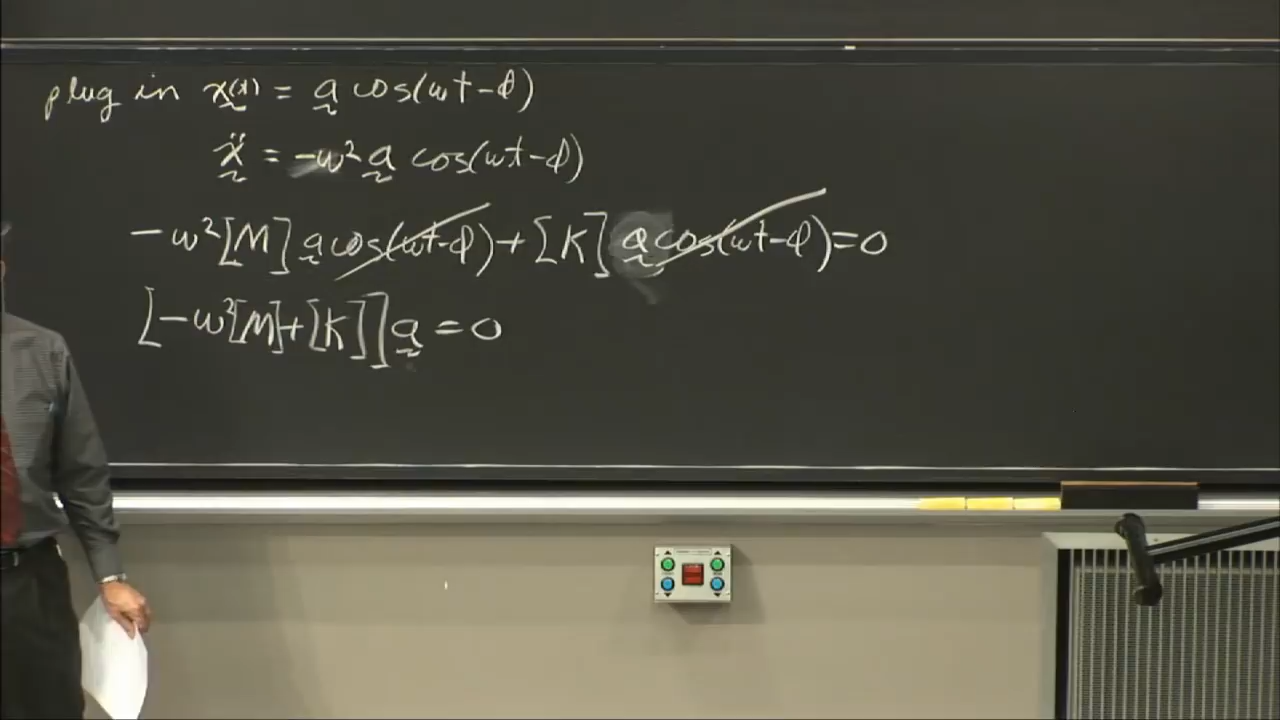 plug in x(t) = a cos(ωt-φ)
ẍ = -ω² a cos(ωt-φ)
-ω²[M] a cos(ωt-φ) + [K] a cos(ωt-φ) = 0
[-ω²[M]+[K]] a = 0